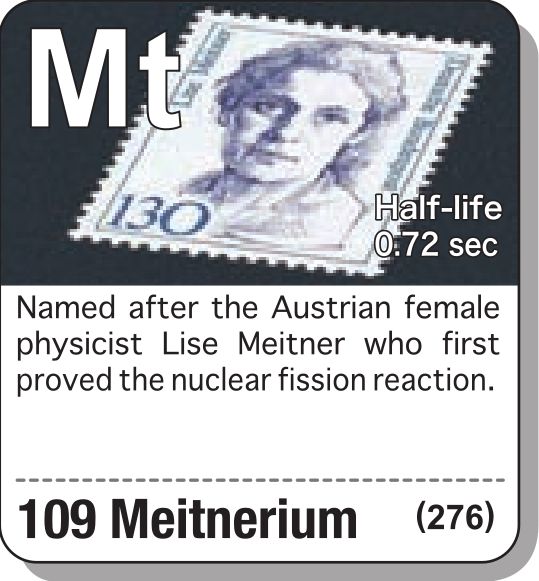 Mt
130
Half-life
0.72 sec
Named after the Austrian female
physicist Lise Meitner who first
proved the nuclear fission reaction.
109 Meitnerium (276)